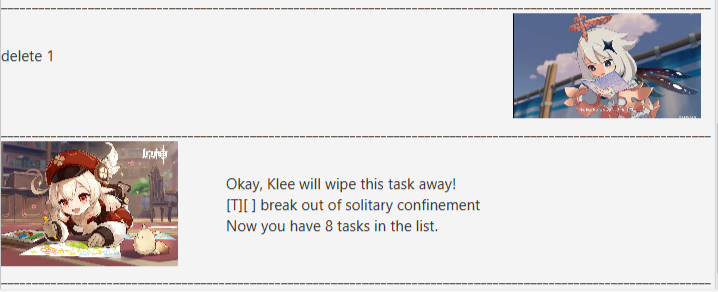 delete 1
Okay, Klee will wipe this task away!
[T][ ] break out of solitary confinement
Now you have 8 tasks in the list.